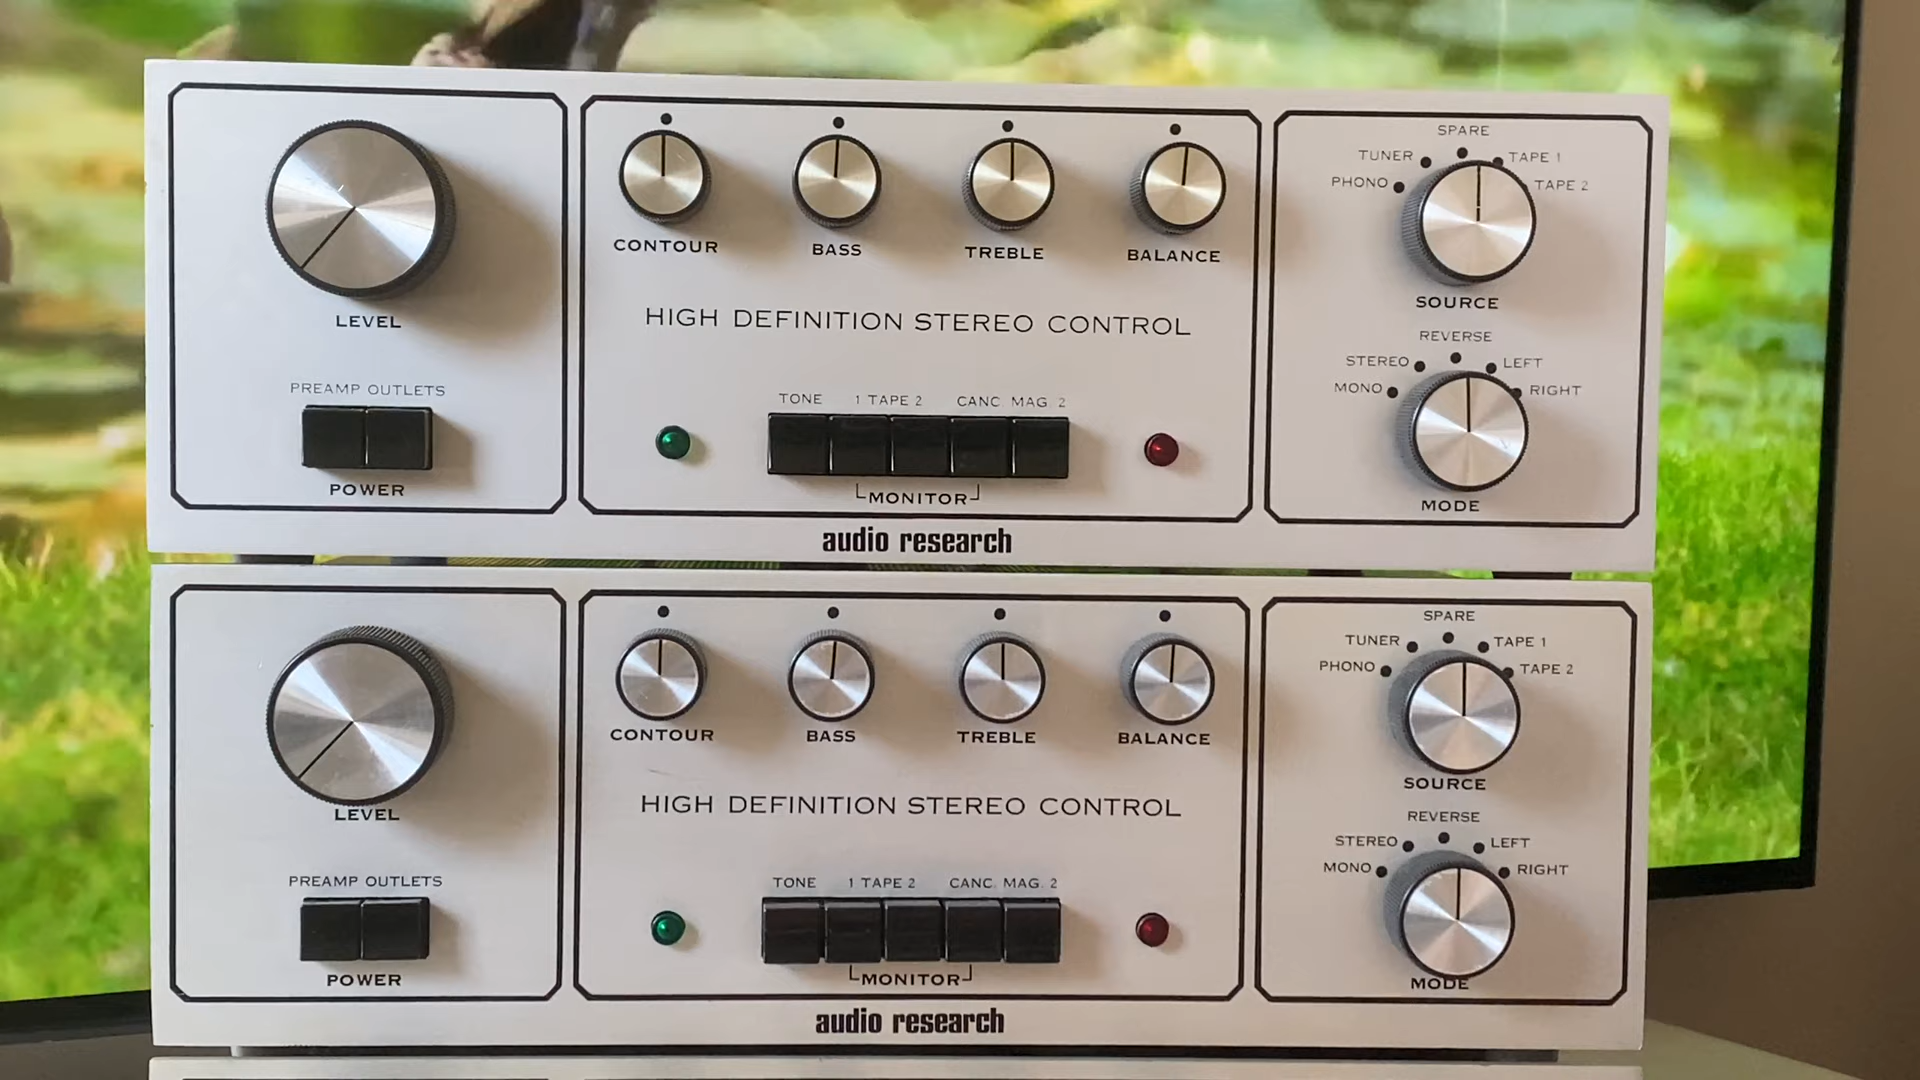 SPARE
TUNER TAPE 1
PHONO TAPE 2
CONTOUR BASS TREBLE BALANCE
SOURCE
LEVEL
HIGH DEFINITION STEREO CONTROL
REVERSE
STEREO LEFT
MONO RIGHT
PREAMP OUTLETS
TONE 1 TAPE 2 CANC. MAG. 2
POWER
MONITOR
MODE
audio research
SPARE
TUNER TAPE 1
PHONO TAPE 2
CONTOUR BASS TREBLE BALANCE
SOURCE
LEVEL
HIGH DEFINITION STEREO CONTROL
REVERSE
STEREO LEFT
MONO RIGHT
PREAMP OUTLETS
TONE 1 TAPE 2 CANC. MAG. 2
POWER
MONITOR
MODE
audio research